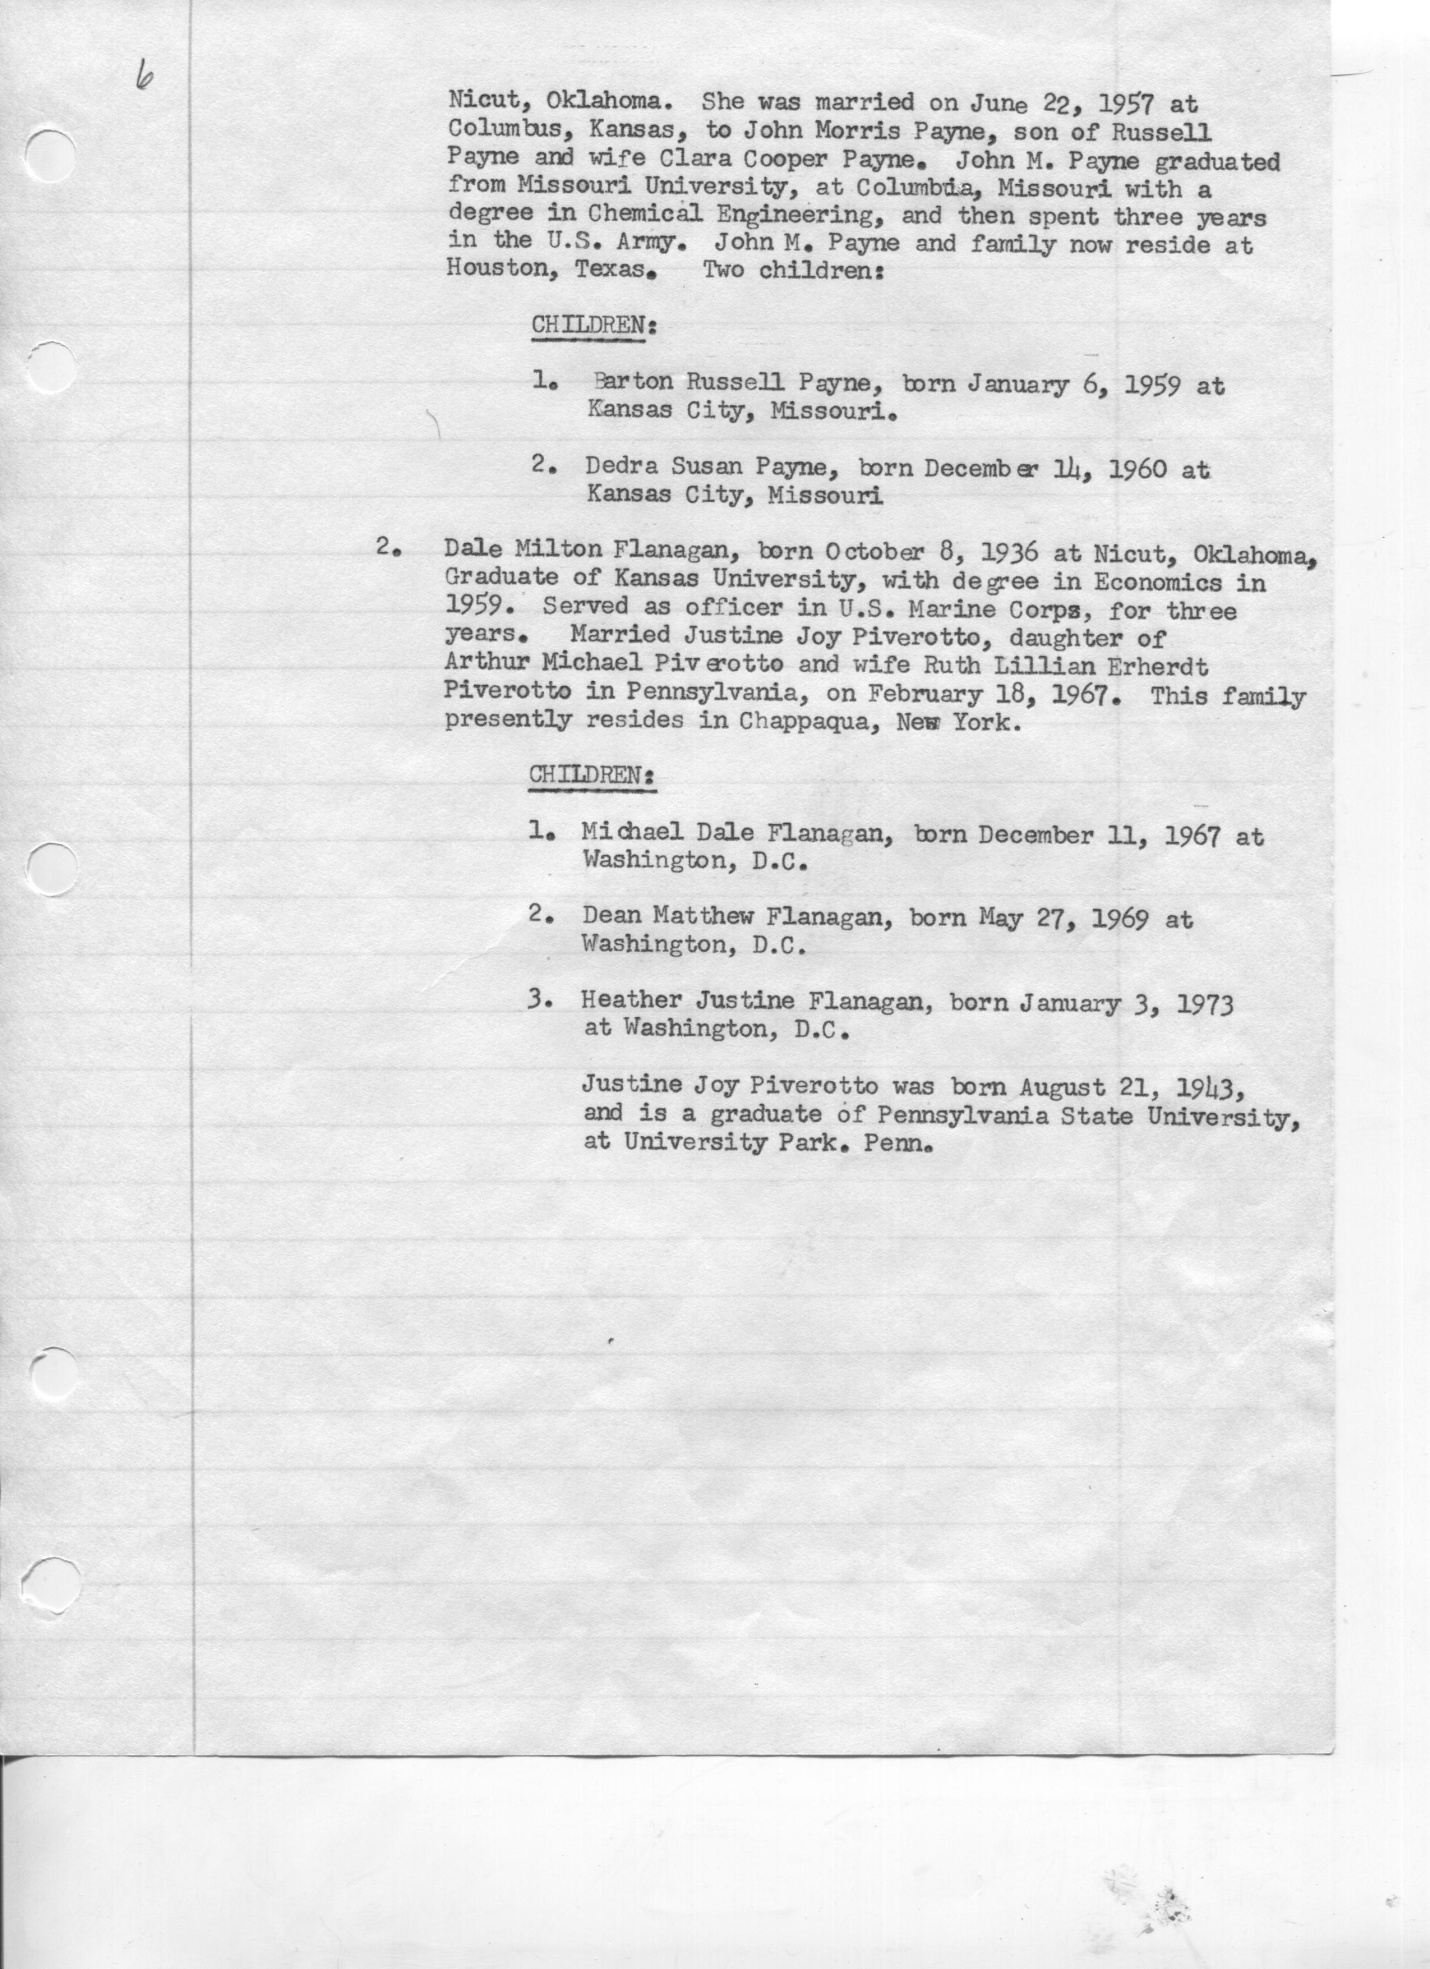 6
Nicut, Oklahoma. She was married on June 22, 1957 at
Columbus, Kansas, to John Morris Payne, son of Russell
Payne and wife Clara Cooper Payne. John M. Payne graduated
from Missouri University, at Columbia, Missouri with a
degree in Chemical Engineering, and then spent three years
in the U.S. Army. John M. Payne and family now reside at
Houston, Texas. Two children:
CHILDREN:
1. Barton Russell Payne, born January 6, 1959 at
Kansas City, Missouri.
2. Dedra Susan Payne, born December 14, 1960 at
Kansas City, Missouri
2. Dale Milton Flanagan, born October 8, 1936 at Nicut, Oklahoma,
Graduate of Kansas University, with degree in Economics in
1959. Served as officer in U.S. Marine Corps, for three
years. Married Justine Joy Piverotto, daughter of
Arthur Michael Piverotto and wife Ruth Lillian Erherdt
Piverotto in Pennsylvania, on February 18, 1967. This family
presently resides in Chappaqua, New York.
CHILDREN:
1. Michael Dale Flanagan, born December 11, 1967 at
Washington, D.C.
2. Dean Matthew Flanagan, born May 27, 1969 at
Washington, D.C.
3. Heather Justine Flanagan, born January 3, 1973
at Washington, D.C.
Justine Joy Piverotto was born August 21, 1943,
and is a graduate of Pennsylvania State University,
at University Park. Penn.